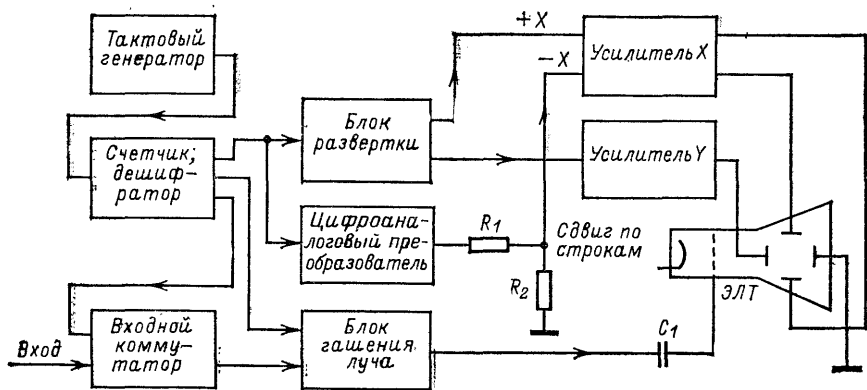 Тактовый
генератор
+X
−X
Усилитель X
Счетчик;
дешиф-
ратор
Блок
развертки
Усилитель Y
Цифроана-
логовый пре-
образователь
R1
R2
Сдвиг по
строкам
ЭЛТ
Вход
Входной
комму-
татор
Блок
гашения
луча
C1